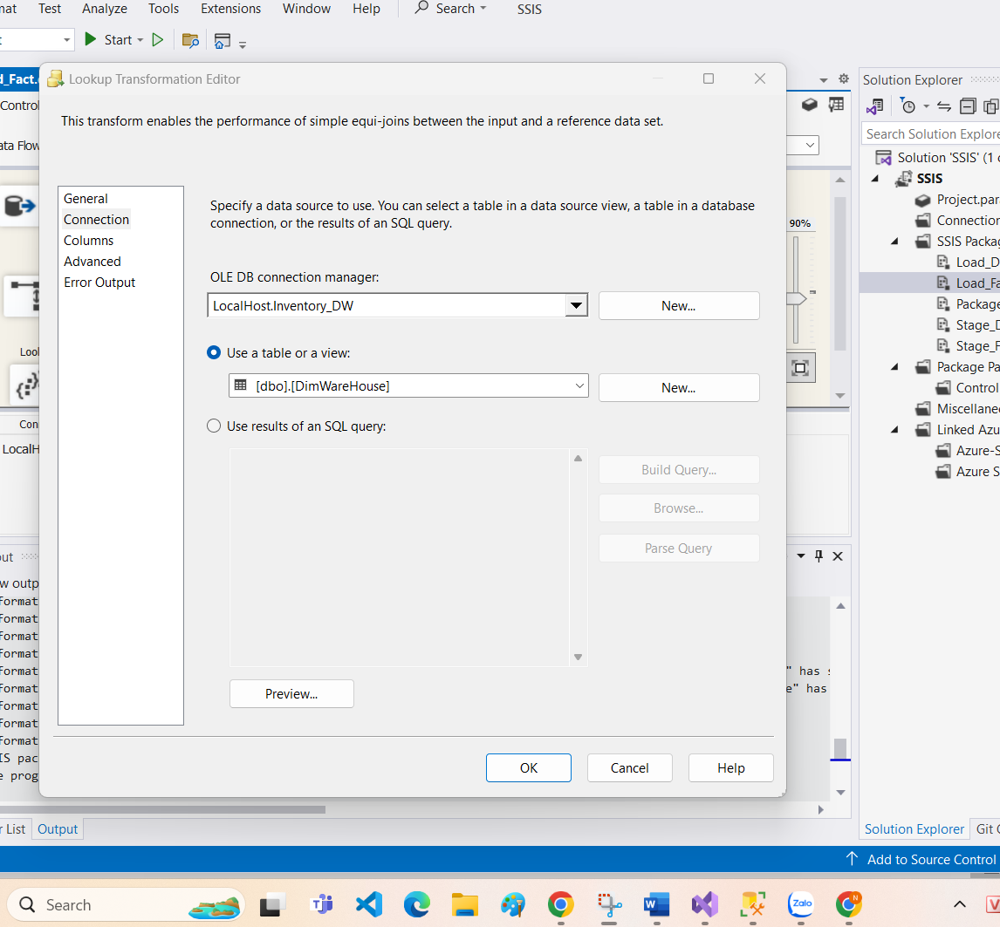 Test Analyze Tools Extensions Window Help Search SSIS
Start
Lookup Transformation Editor
This transform enables the performance of simple equi-joins between the input and a reference data set.
General
Connection
Columns
Advanced
Error Output
Specify a data source to use. You can select a table in a data source view, a table in a database
connection, or the results of an SQL query.
OLE DB connection manager:
LocalHost.Inventory_DW
New...
Use a table or a view:
[dbo].[DimWareHouse]
New...
Use results of an SQL query:
Build Query...
Browse...
Parse Query
Preview...
OK Cancel Help
d_Fact.
Control
ata Flow
90%
Look
Con
LocalH
w outp
format
format
format
format
format
" has s
format
e" has
format
format
format
IS pac
e prog
r List Output
Solution Explorer
Search Solution Explore
Solution 'SSIS' (1
SSIS
Project.par
Connection
SSIS Packag
Load_D
Load_Fa
Package
Stage_D
Stage_F
Package Pa
Control
Miscellane
Linked Azu
Azure-S
Azure S
Solution Explorer Git
Add to Source Control
Search
Zalo
N